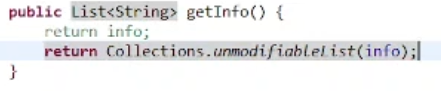 public List<String> getInfo() {
return info;
return Collections.unmodifiableList(info);
}